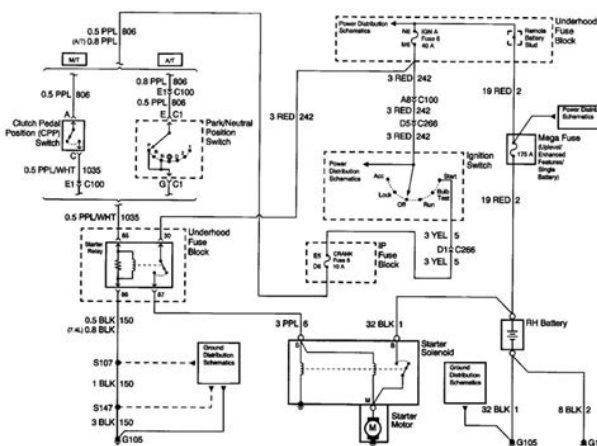 0.5 PPL 806
(A/T) 0.8 PPL
M/T
A/T
0.5 PPL 806
0.8 PPL 806
E1 C100
0.5 PPL 806
A
E C1
Clutch Pedal
Position (CPP)
Switch
Park/Neutral
Position
Switch
C
0.5 PPL/WHT 1035
E1 C100
G C1
0.5 PPL/WHT 1035
85
30
Underhood
Fuse
Block
Starter
Relay
86
87
0.5 BLK 150
(7.4L) 0.8 BLK
S107
1 BLK 150
S147
3 BLK 150
G105
Ground
Distribution
Schematics
Power Distribution
Schematics
IGN A
Fuse 5
40 A
Remote
Battery
Stud
Underhood
Fuse
Block
3 RED 242
3 RED 242
A8 C100
3 RED 242
D5 C266
3 RED 242
19 RED 2
Power Distribution
Schematics
Mega Fuse
(Uplevel/
Enhanced
Features/
Single
Battery)
175 A
19 RED 2
Power
Distribution
Schematics
Ignition
Switch
Acc
Lock
Off
Run
Bulb
Test
Start
3 YEL 5
D1 C266
3 YEL 5
CRANK
10 A
IP
Fuse
Block
3 PPL 6
32 BLK 1
S
B
M
Starter
Solenoid
M
Starter
Motor
RH Battery
Ground
Distribution
Schematics
32 BLK 1
8 BLK 2
G105